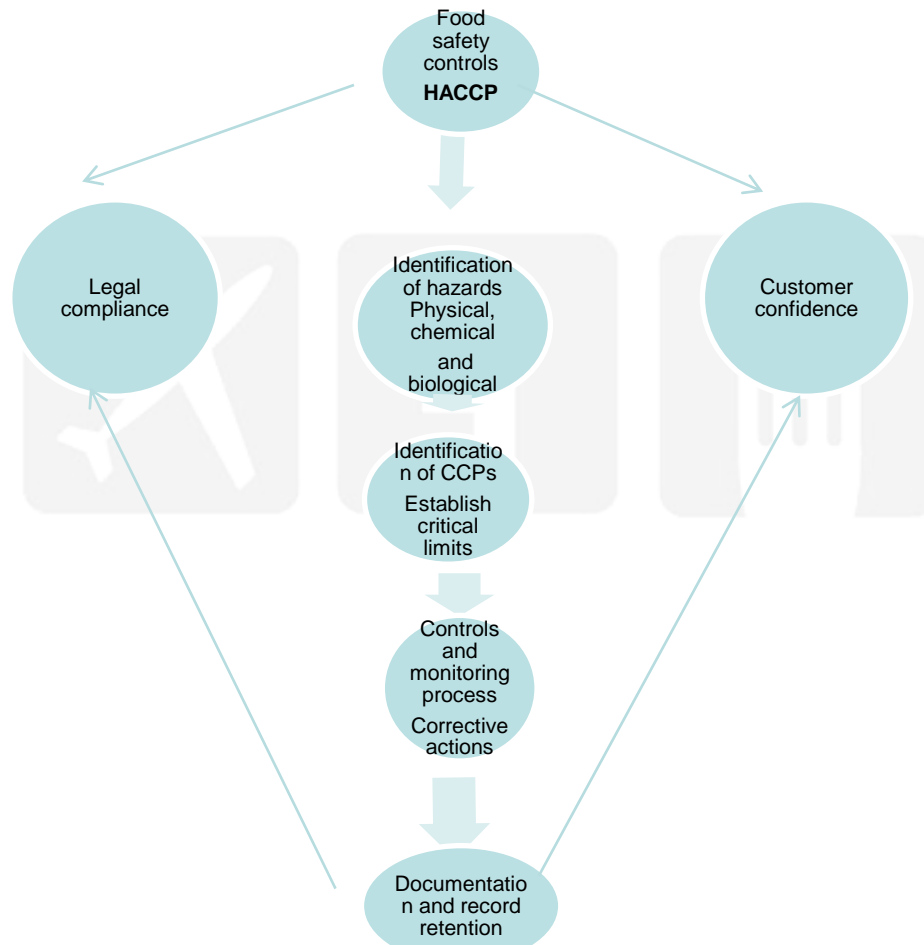 Food
safety
controls
HACCP
Legal
compliance
Identification
of hazards
Physical,
chemical
and
biological
Customer
confidence
Identificatio
n of CCPs
Establish
critical
limits
Controls
and
monitoring
process
Corrective
actions
Documentatio
n and record
retention